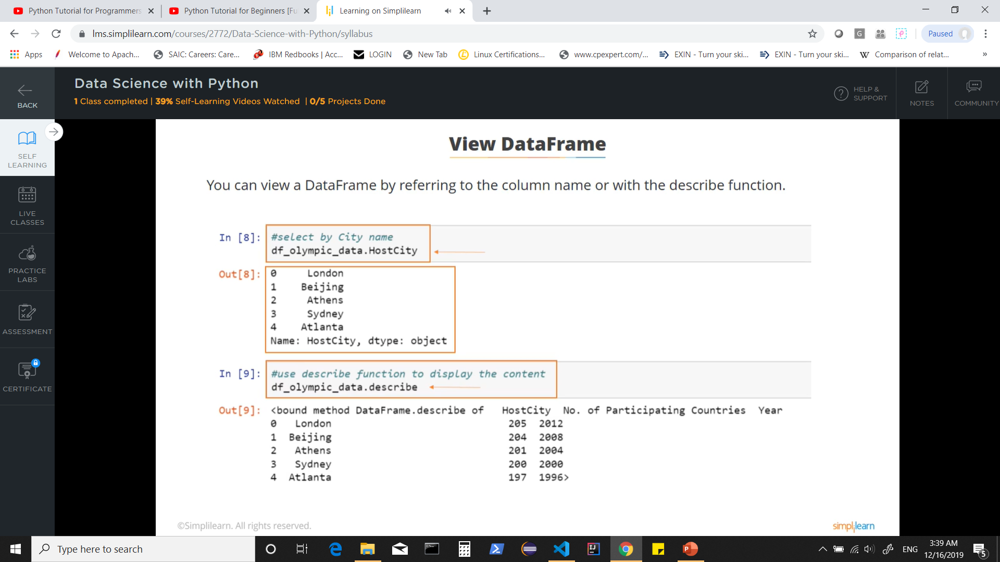 Python Tutorial for Programmers
Python Tutorial for Beginners [Fu
Learning on Simplilearn
lms.simplilearn.com/courses/2772/Data-Science-with-Python/syllabus
G
Paused
Apps
Welcome to Apach...
SAIC: Careers: Care...
IBM Redbooks | Acc...
LOGIN
New Tab
Linux Certifications...
www.cpexpert.com/...
EXIN - Turn your ski...
EXIN - Turn your ski...
W Comparison of relat...
»
BACK
Data Science with Python
1 Class completed | 39% Self-Learning Videos Watched | 0/5 Projects Done
HELP &
SUPPORT
NOTES
COMMUNITY
SELF
LEARNING
LIVE
CLASSES
PRACTICE
LABS
ASSESSMENT
CERTIFICATE
View DataFrame
You can view a DataFrame by referring to the column name or with the describe function.
In [8]: #select by City name
df_olympic_data.HostCity
Out[8]: 0 London
1 Beijing
2 Athens
3 Sydney
4 Atlanta
Name: HostCity, dtype: object
In [9]: #use describe function to display the content
df_olympic_data.describe
Out[9]: <bound method DataFrame.describe of HostCity No. of Participating Countries Year
0 London 205 2012
1 Beijing 204 2008
2 Athens 201 2004
3 Sydney 200 2000
4 Atlanta 197 1996>
©Simplilearn. All rights reserved.
simplilearn
Type here to search
ENG
3:39 AM
12/16/2019
5